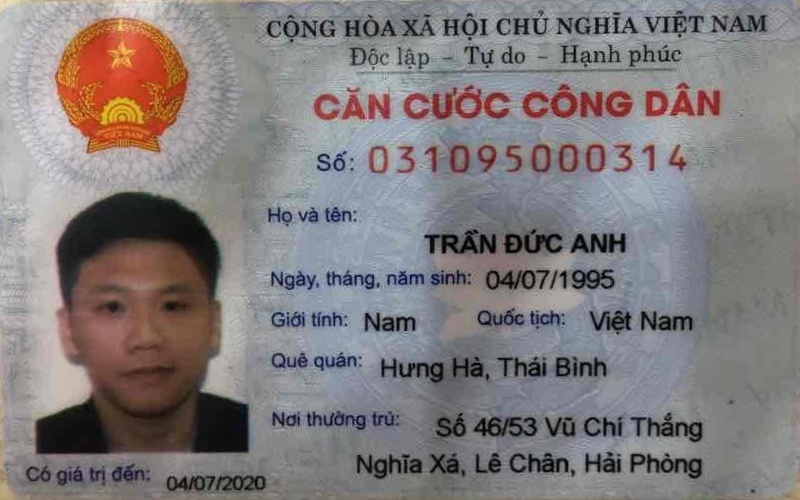 CỘNG HÒA XÃ HỘI CHỦ NGHĨA VIỆT NAM
Độc lập - Tự do - Hạnh phúc
CĂN CƯỚC CÔNG DÂN
Số: 031095000314
Họ và tên:
TRẦN ĐỨC ANH
Ngày, tháng, năm sinh: 04/07/1995
Giới tính: Nam Quốc tịch: Việt Nam
Quê quán: Hưng Hà, Thái Bình
Nơi thường trú: Số 46/53 Vũ Chí Thắng
Nghĩa Xá, Lê Chân, Hải Phòng
Có giá trị đến: 04/07/2020
VIỆT NAM